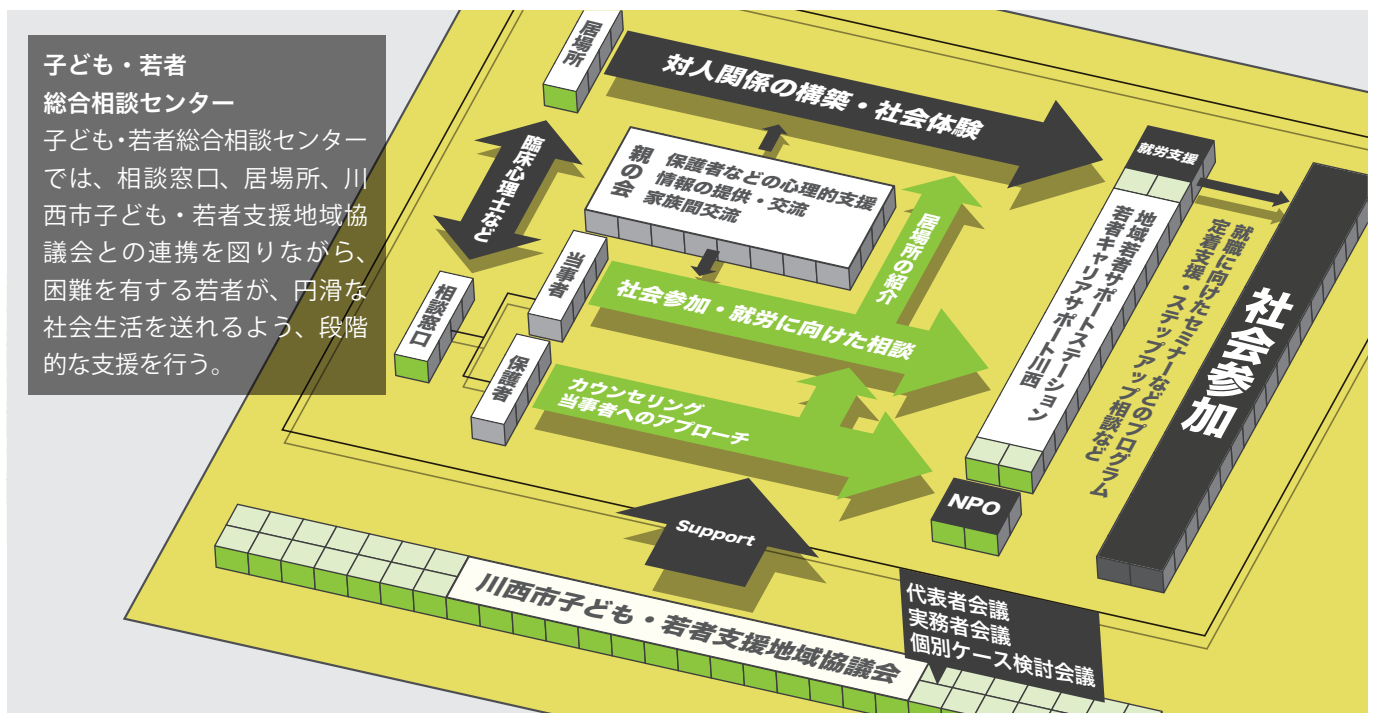 子ども・若者
総合相談センター
子ども・若者総合相談センター
では、相談窓口、居場所、川
西市子ども・若者支援地域協
議会との連携を図りながら、
困難を有する若者が、円滑な
社会生活を送れるよう、段階
的な支援を行う。
居場所
対人関係の構築・社会体験
臨床心理士など
親の会
保護者などの心理的支援
情報の提供・交流
家族間交流
居場所の紹介
相談窓口
当事者
保護者
社会参加・就労に向けた相談
カウンセリング
当事者へのアプローチ
就労支援
地域若者サポートステーション
若者キャリアサポート川西
就職に向けたセミナーなどのプログラム
定着支援・ステップアップ相談など
社会参加
NPO
Support
川西市子ども・若者支援地域協議会
代表者会議
実務者会議
個別ケース検討会議